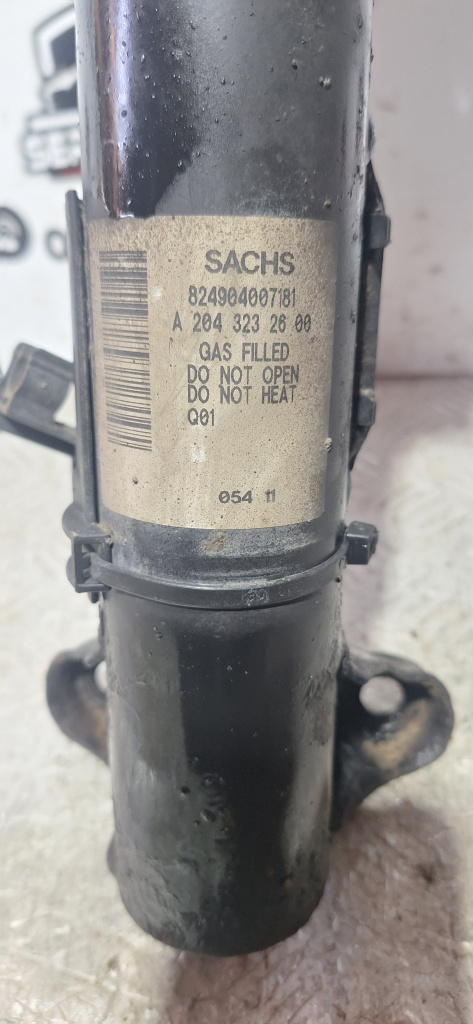 SACHS
824904007181
A 204 323 26 00
GAS FILLED
DO NOT OPEN
DO NOT HEAT
Q01
054 11